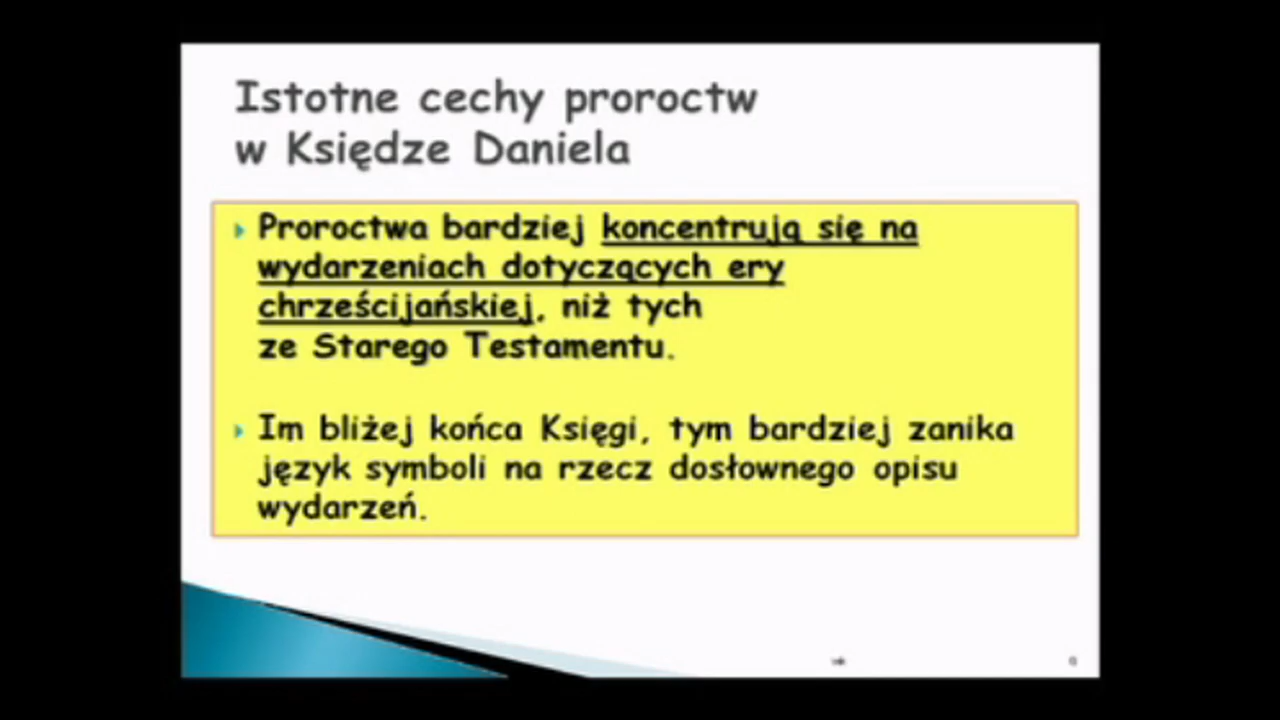 Istotne cechy proroctw
w Księdze Daniela
Proroctwa bardziej koncentrują się na
wydarzeniach dotyczących ery
chrześcijańskiej, niż tych
ze Starego Testamentu.
Im bliżej końca Księgi, tym bardziej zanika
język symboli na rzecz dosłownego opisu
wydarzeń.